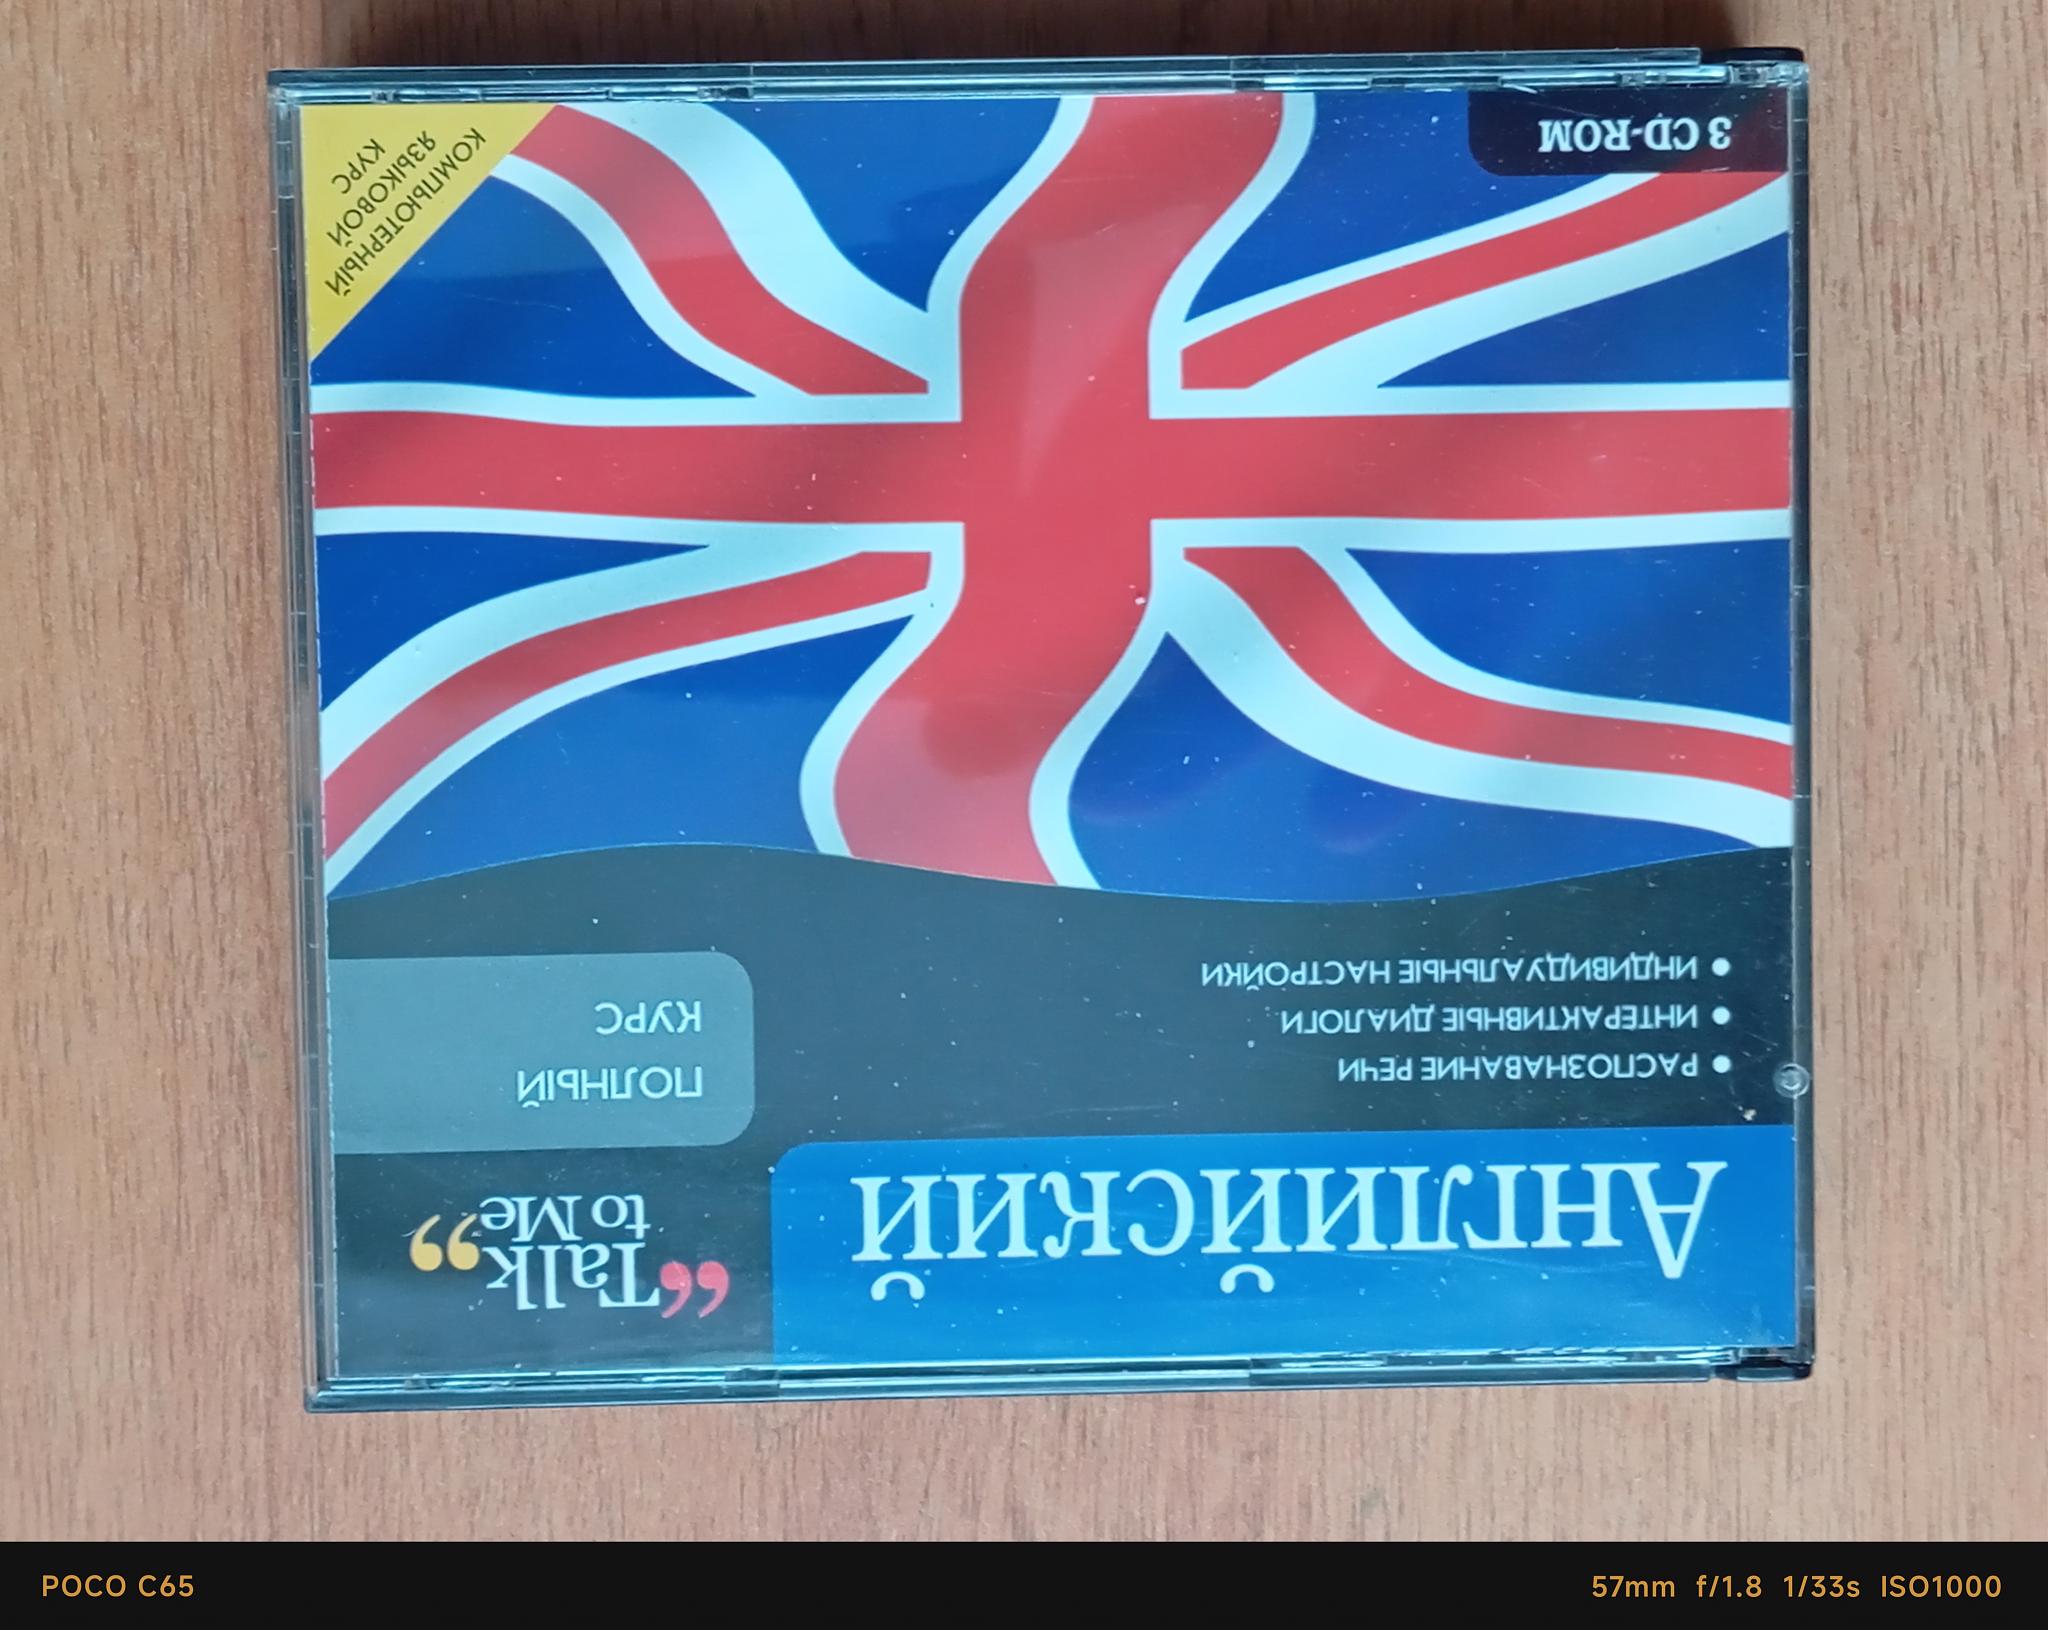 Английский
“Talk
to Me”
ПОЛНЫЙ
КУРС
• РАСПОЗНАВАНИЕ РЕЧИ
• ИНТЕРАКТИВНЫЕ ДИАЛОГИ
• ИНДИВИДУАЛЬНЫЕ НАСТРОЙКИ
3 CD-ROM
КОМПЬЮТЕРНЫЙ
ЯЗЫКОВОЙ
КУРС
POCO C65
57mm f/1.8 1/33s ISO1000